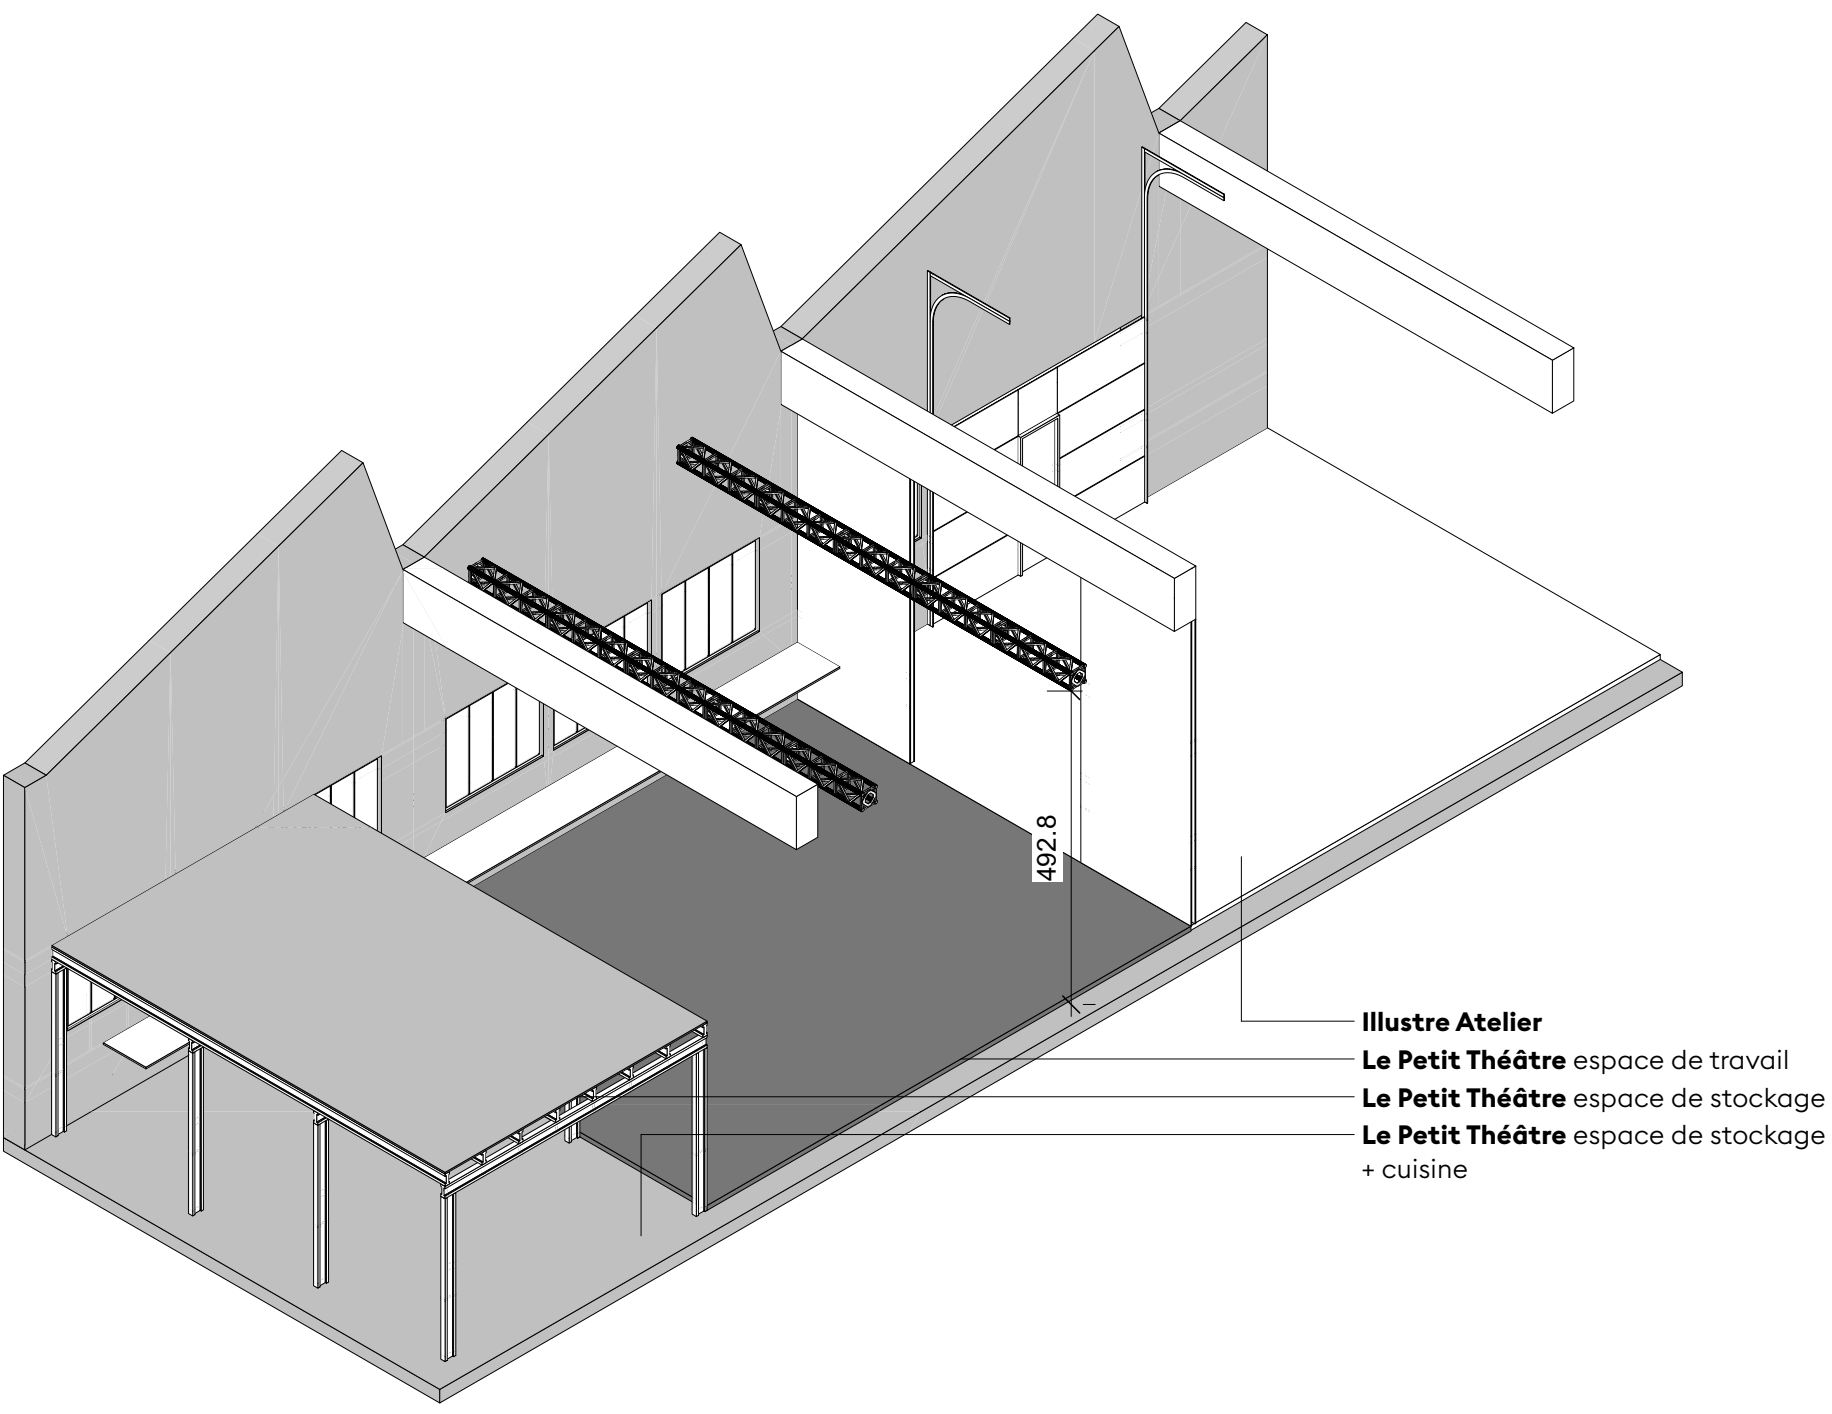 492.8
Illustre Atelier
Le Petit Théâtre espace de travail
Le Petit Théâtre espace de stockage
Le Petit Théâtre espace de stockage
+ cuisine